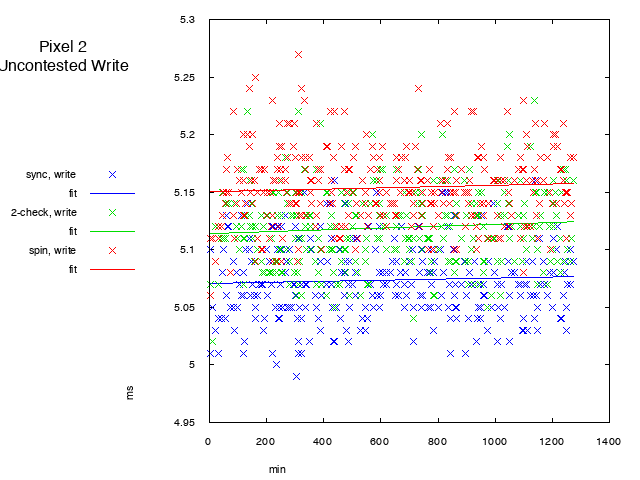 Pixel 2
Uncontested Write
sync, write
fit
2-check, write
fit
spin, write
fit
ms
5.3
5.25
5.2
5.15
5.1
5.05
5
4.95
0 200 400 600 800 1000 1200 1400
min